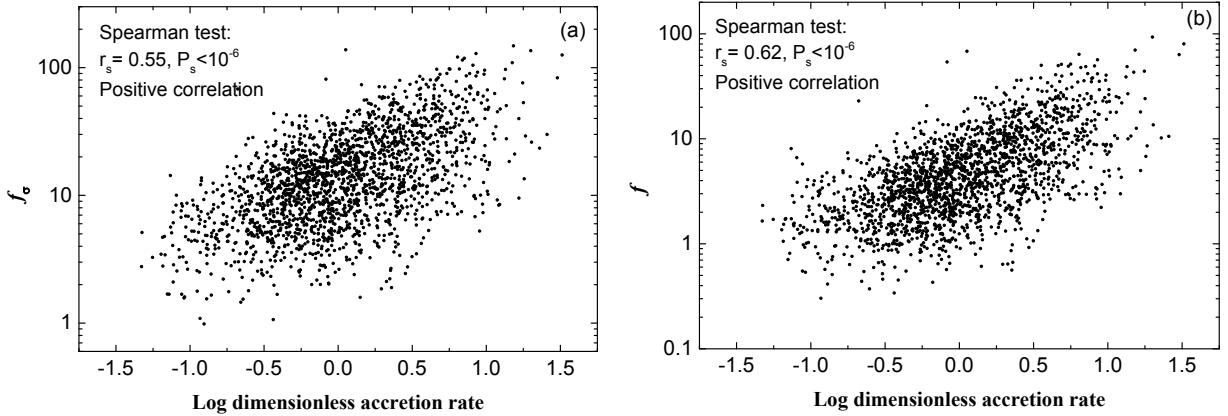 (a)
Spearman test:
r_s= 0.55, P_s<10^-6
Positive correlation
100
10
1
f_σ
-1.5 -1.0 -0.5 0.0 0.5 1.0 1.5
Log dimensionless accretion rate
(b)
Spearman test:
r_s= 0.62, P_s<10^-6
Positive correlation
100
10
1
0.1
f
-1.5 -1.0 -0.5 0.0 0.5 1.0 1.5
Log dimensionless accretion rate